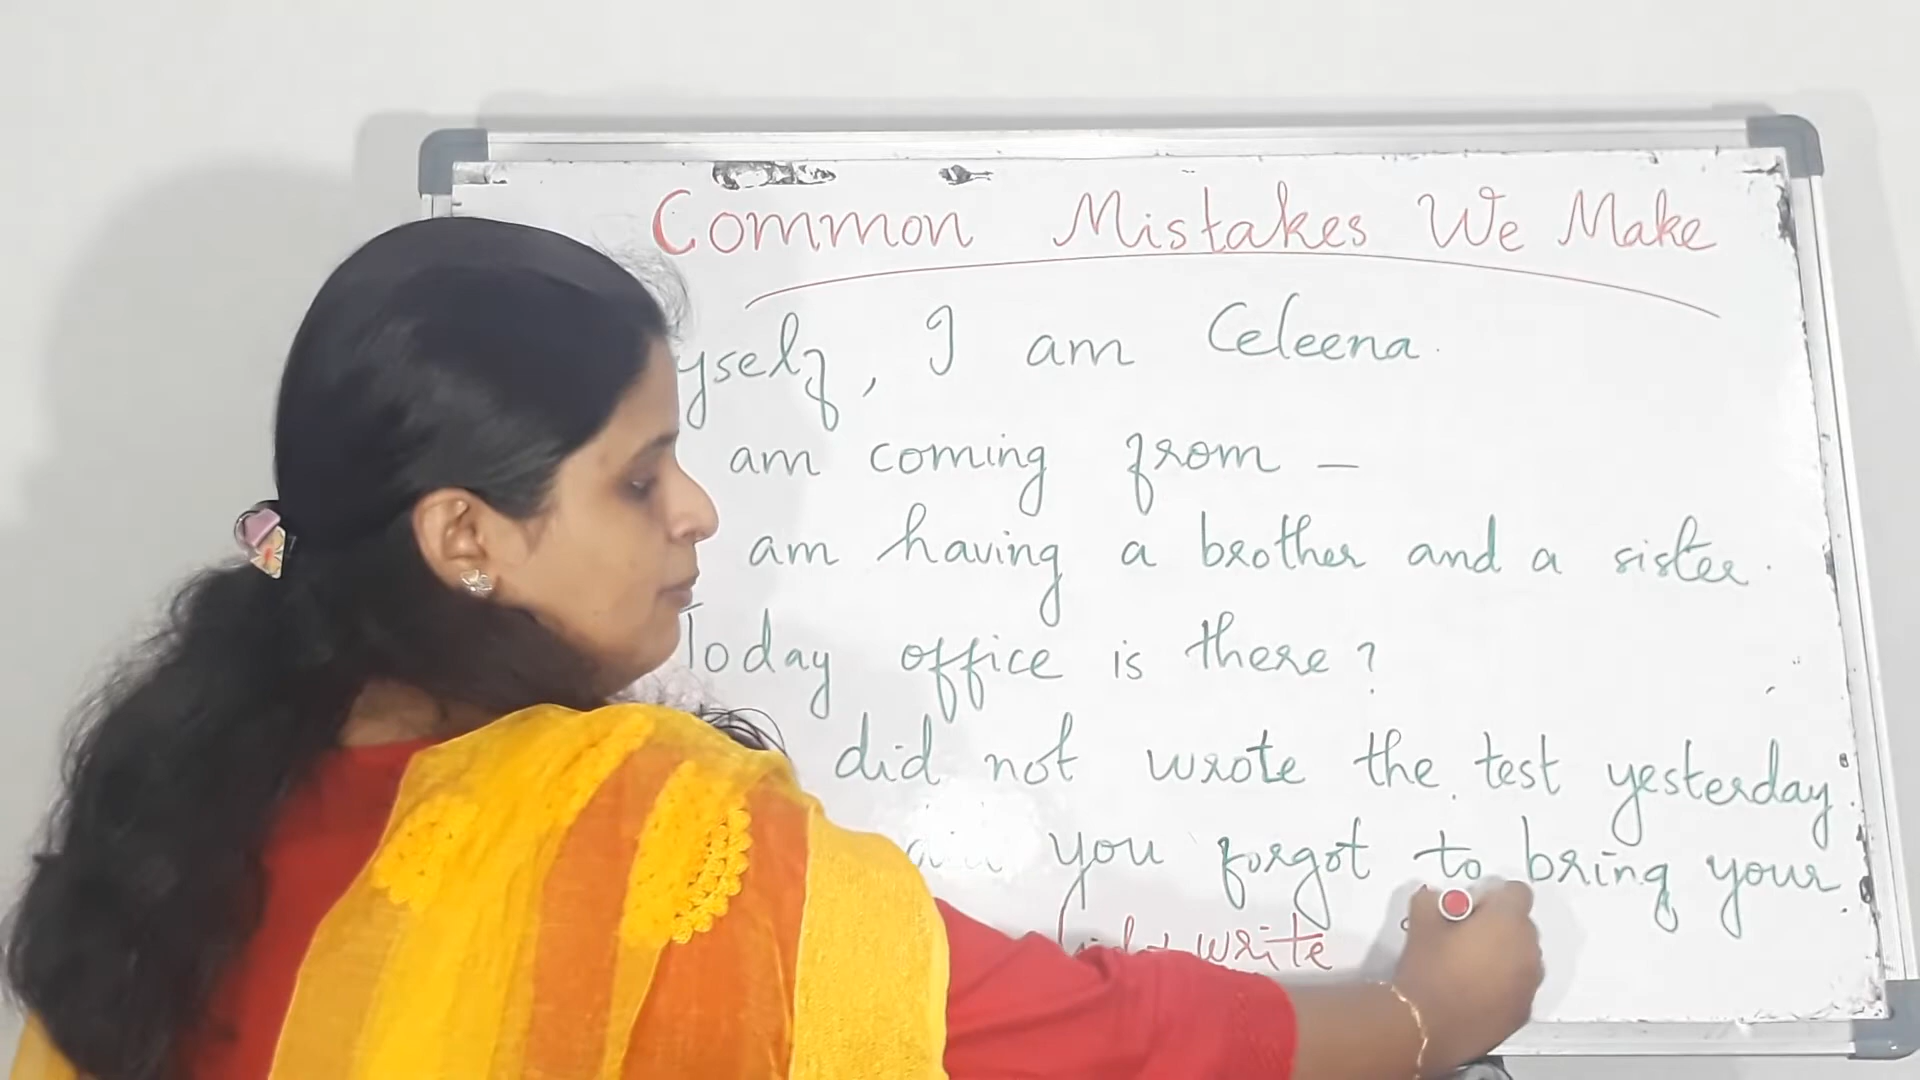 Common Mistakes We Make
yself, I am Celeena.
am coming from –
am having a brother and a sister.
Today office is there?
did not wrote the test yesterday.
you forgot to bring your
write